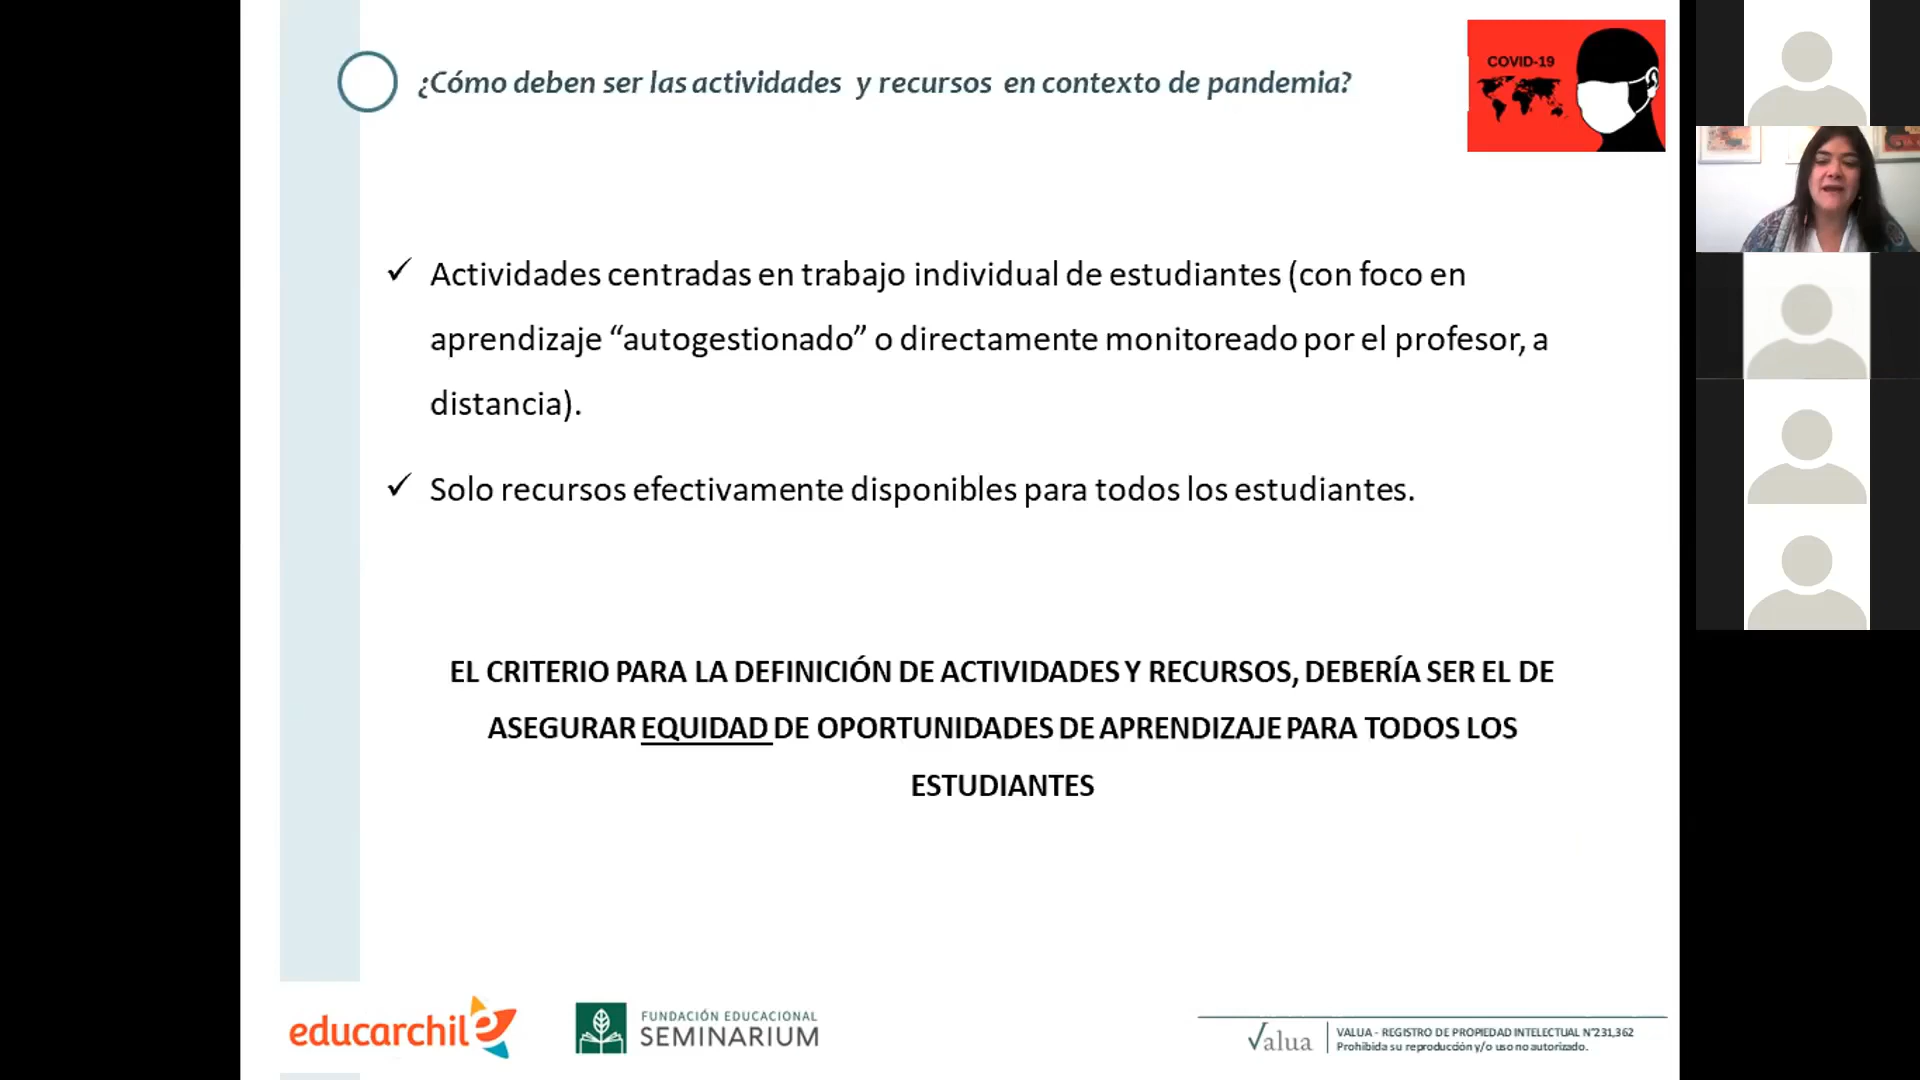 ¿Cómo deben ser las actividades y recursos en contexto de pandemia?
COVID-19
✓ Actividades centradas en trabajo individual de estudiantes (con foco en
aprendizaje “autogestionado” o directamente monitoreado por el profesor, a
distancia).
✓ Solo recursos efectivamente disponibles para todos los estudiantes.
EL CRITERIO PARA LA DEFINICIÓN DE ACTIVIDADES Y RECURSOS, DEBERÍA SER EL DE
ASEGURAR EQUIDAD DE OPORTUNIDADES DE APRENDIZAJE PARA TODOS LOS
ESTUDIANTES
educarchile
FUNDACIÓN EDUCACIONAL
SEMINARIUM
Valua
VALUA - REGISTRO DE PROPIEDAD INTELECTUAL N°231,362
Prohibida su reproducción y/o uso no autorizado.